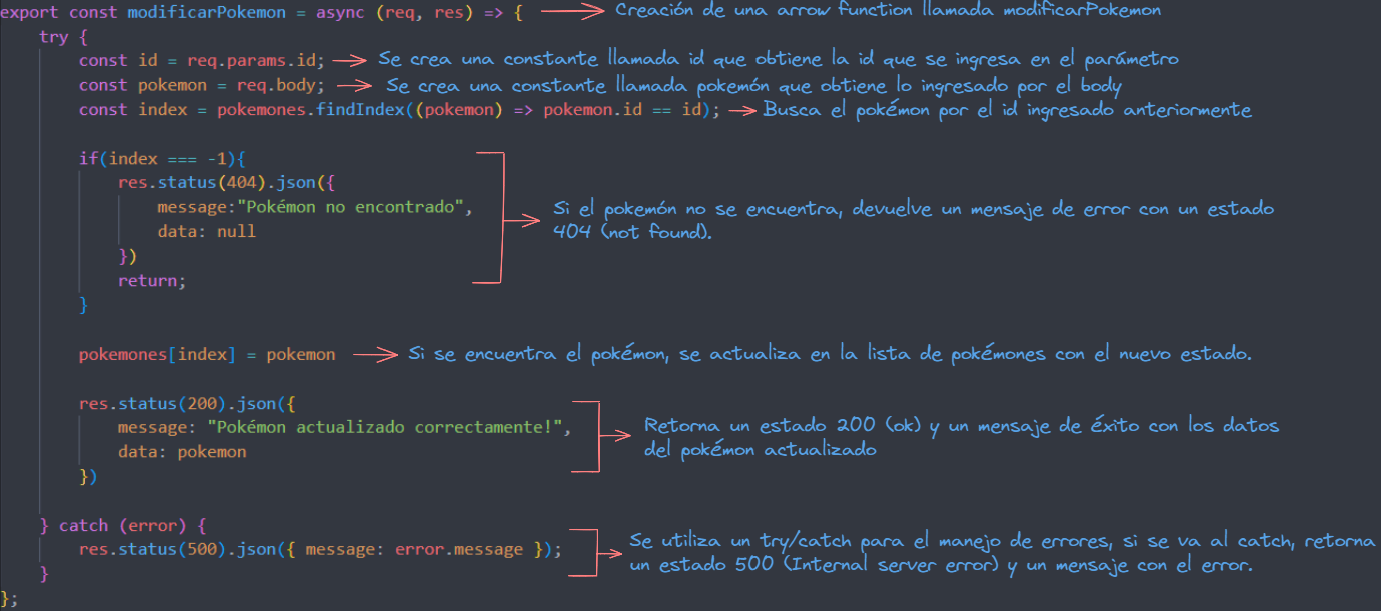 export const modificarPokemon = async (req, res) => { Creación de una arrow function llamada modificarPokemon
try {
const id = req.params.id; Se crea una constante llamada id que obtiene la id que se ingresa en el parámetro
const pokemon = req.body; Se crea una constante llamada pokemón que obtiene lo ingresado por el body
const index = pokemones.findIndex((pokemon) => pokemon.id == id); Busca el pokémon por el id ingresado anteriormente
if(index === -1){
res.status(404).json({
message:"Pokémon no encontrado",
data: null
})
return;
}
Si el pokemón no se encuentra, devuelve un mensaje de error con un estado
404 (not found).
pokemones[index] = pokemon Si se encuentra el pokémon, se actualiza en la lista de pokémones con el nuevo estado.
res.status(200).json({
message: "Pokémon actualizado correctamente!",
data: pokemon
})
Retorna un estado 200 (ok) y un mensaje de éxito con los datos
del pokémon actualizado
} catch (error) {
res.status(500).json({ message: error.message });
}
Se utiliza un try/catch para el manejo de errores, si se va al catch, retorna
un estado 500 (Internal server error) y un mensaje con el error.
};